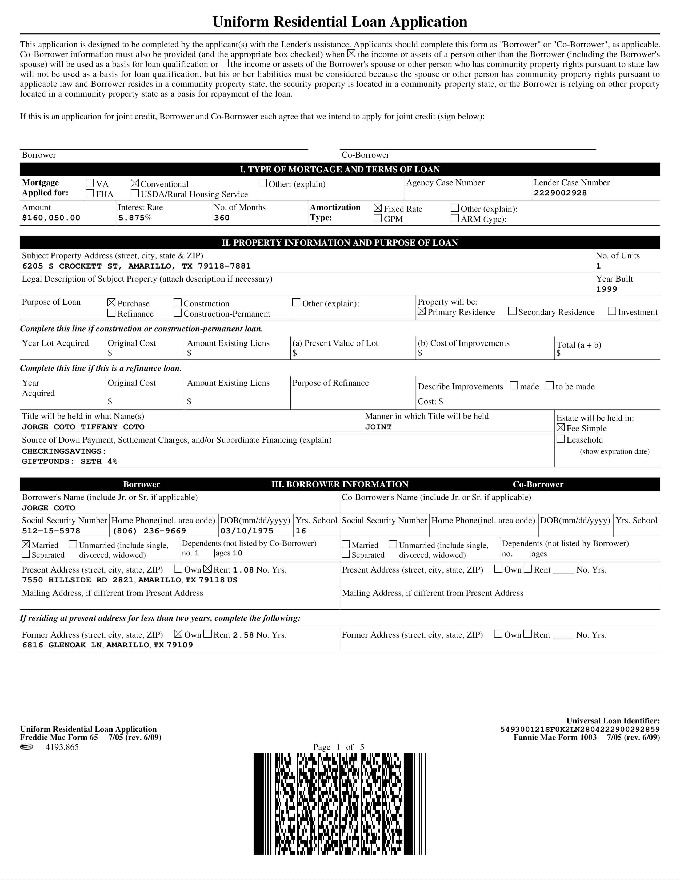 Uniform Residential Loan Application
This application is designed to be completed by the applicant(s) with the Lender's assistance. Applicants should complete this form as "Borrower" or "Co-Borrower", as applicable.
Co-Borrower information must also be provided (and the appropriate box checked) when ☒ the income or assets of a person other than the Borrower (including the Borrower's
spouse) will be used as a basis for loan qualification or ☐ the income or assets of the Borrower's spouse or other person who has community property rights pursuant to state law
will not be used as a basis for loan qualification, but his or her liabilities must be considered because the spouse or other person has community property rights pursuant to
applicable law and Borrower resides in a community property state, the security property is located in a community property state, or the Borrower is relying on other property
located in a community property state as a basis for repayment of the loan.
If this is an application for joint credit, Borrower and Co-Borrower each agree that we intend to apply for joint credit (sign below):
Borrower Co-Borrower
I. TYPE OF MORTGAGE AND TERMS OF LOAN
Mortgage ☐ VA ☒ Conventional ☐ Other: (explain) Agency Case Number Lender Case Number
Applied for: ☐ FHA ☐ USDA/Rural Housing Service 2229002928
Amount Interest Rate No. of Months Amortization ☒ Fixed Rate ☐ Other (explain):
$160,050.00 5.875% 360 Type: ☐ GPM ☐ ARM (type):
II. PROPERTY INFORMATION AND PURPOSE OF LOAN
Subject Property Address (street, city, state & ZIP) No. of Units
6205 S CROCKETT ST, AMARILLO, TX 79118-7881 1
Legal Description of Subject Property (attach description if necessary) Year Built
1999
Purpose of Loan ☒ Purchase ☐ Construction ☐ Other (explain): Property will be:
☐ Refinance ☐ Construction-Permanent ☒ Primary Residence ☐ Secondary Residence ☐ Investment
Complete this line if construction or construction-permanent loan.
Year Lot Acquired Original Cost Amount Existing Liens (a) Present Value of Lot (b) Cost of Improvements Total (a + b)
$ $ $ $ $
Complete this line if this is a refinance loan.
Year Original Cost Amount Existing Liens Purpose of Refinance Describe Improvements ☐ made ☐ to be made
Acquired
$ $ Cost: $
Title will be held in what Name(s) Manner in which Title will be held Estate will be held in:
JORGE COTO TIFFANY COTO JOINT ☒ Fee Simple
Source of Down Payment, Settlement Charges, and/or Subordinate Financing (explain) ☐ Leasehold
CHECKINGSAVINGS: (show expiration date)
GIFTFUNDS: SETH 4%
Borrower III. BORROWER INFORMATION Co-Borrower
Borrower's Name (include Jr. or Sr. if applicable) Co-Borrower's Name (include Jr. or Sr. if applicable)
JORGE COTO
Social Security Number Home Phone(incl. area code) DOB(mm/dd/yyyy) Yrs. School Social Security Number Home Phone(incl. area code) DOB(mm/dd/yyyy) Yrs. School
512-15-5978 (806) 236-9669 03/10/1975 16
☒ Married ☐ Unmarried (include single, Dependents (not listed by Co-Borrower) ☐ Married ☐ Unmarried (include single, Dependents (not listed by Borrower)
☐ Separated divorced, widowed) no. 1 ages 10 ☐ Separated divorced, widowed) no. ages
Present Address (street, city, state, ZIP) ☐ Own ☒ Rent 1.08 No. Yrs. Present Address (street, city, state, ZIP) ☐ Own ☐ Rent ____ No. Yrs.
7550 HILLSIDE RD 2821, AMARILLO, TX 79118 US
Mailing Address, if different from Present Address Mailing Address, if different from Present Address
If residing at present address for less than two years, complete the following:
Former Address (street, city, state, ZIP) ☒ Own ☐ Rent 2.58 No. Yrs. Former Address (street, city, state, ZIP) ☐ Own ☐ Rent ____ No. Yrs.
6816 GLENOAK LN, AMARILLO, TX 79109
Universal Loan Identifier:
Uniform Residential Loan Application 549300121SF0K2LN2804222900292859
Freddie Mac Form 65 7/05 (rev. 6/09) Fannie Mae Form 1003 7/05 (rev. 6/09)
4193.865 Page 1 of 5